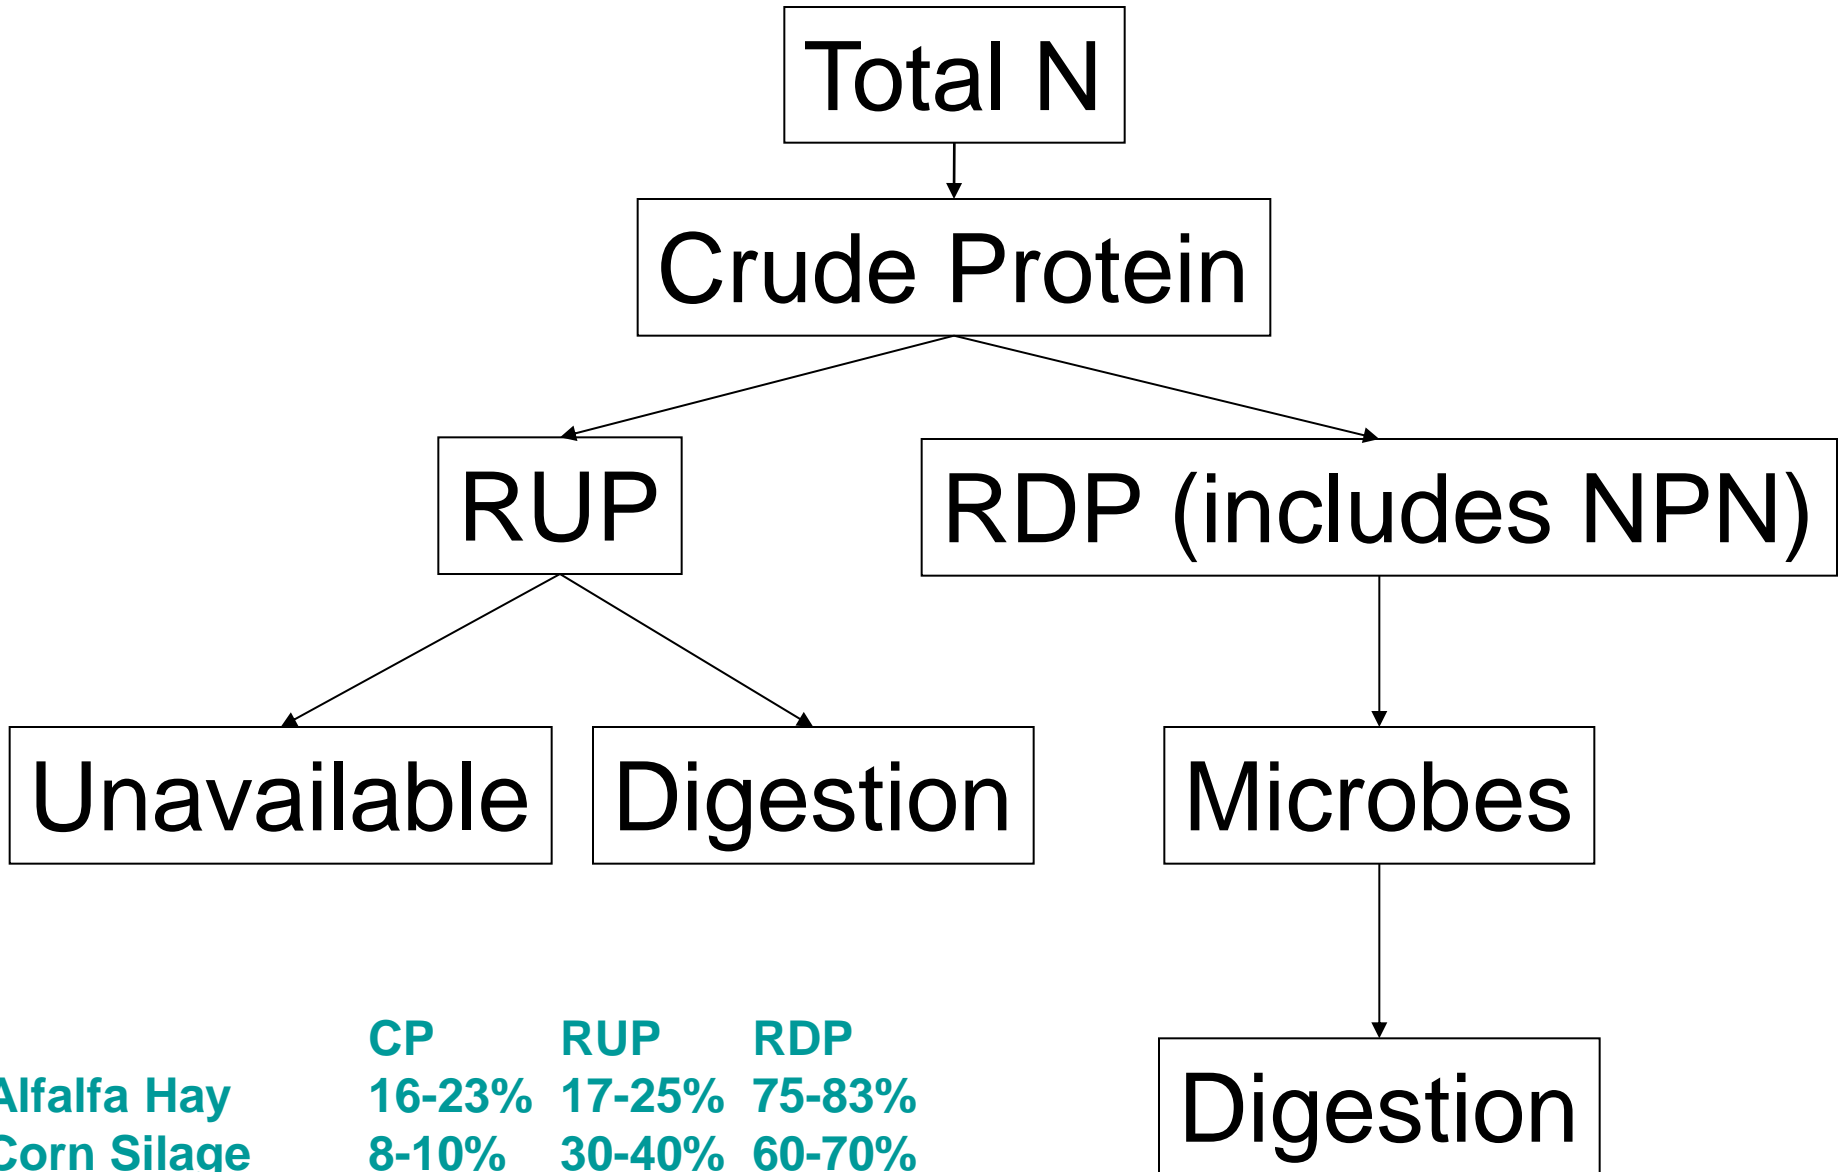 Total N
Crude Protein
RUP
RDP (includes NPN)
Unavailable
Digestion
Microbes
CP RUP RDP
Alfalfa Hay 16-23% 17-25% 75-83%
Corn Silage 8-10% 30-40% 60-70%
Digestion